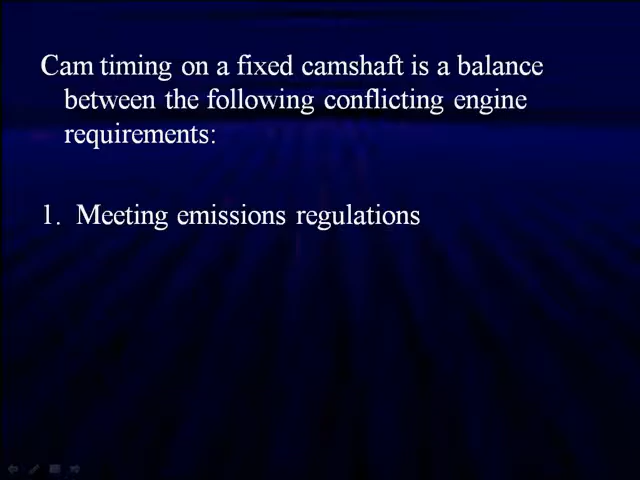 Cam timing on a fixed camshaft is a balance
between the following conflicting engine
requirements:
1. Meeting emissions regulations